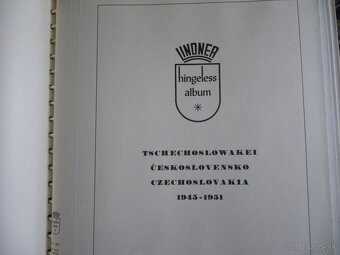 LINDNER
hingeless
album
TSCHECHOSLOWAKEI
ČESKOSLOVENSKO
CZECHOSLOVAKIA
1945-1951